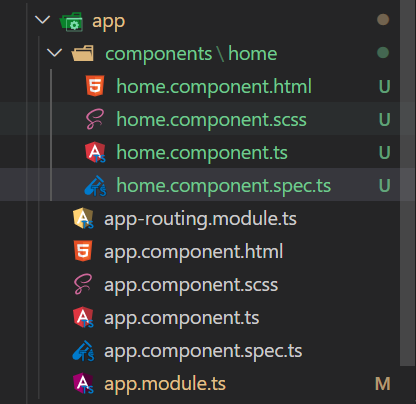 app
components\home
home.component.html U
home.component.scss U
home.component.ts U
home.component.spec.ts U
app-routing.module.ts
app.component.html
app.component.scss
app.component.ts
app.component.spec.ts
app.module.ts M